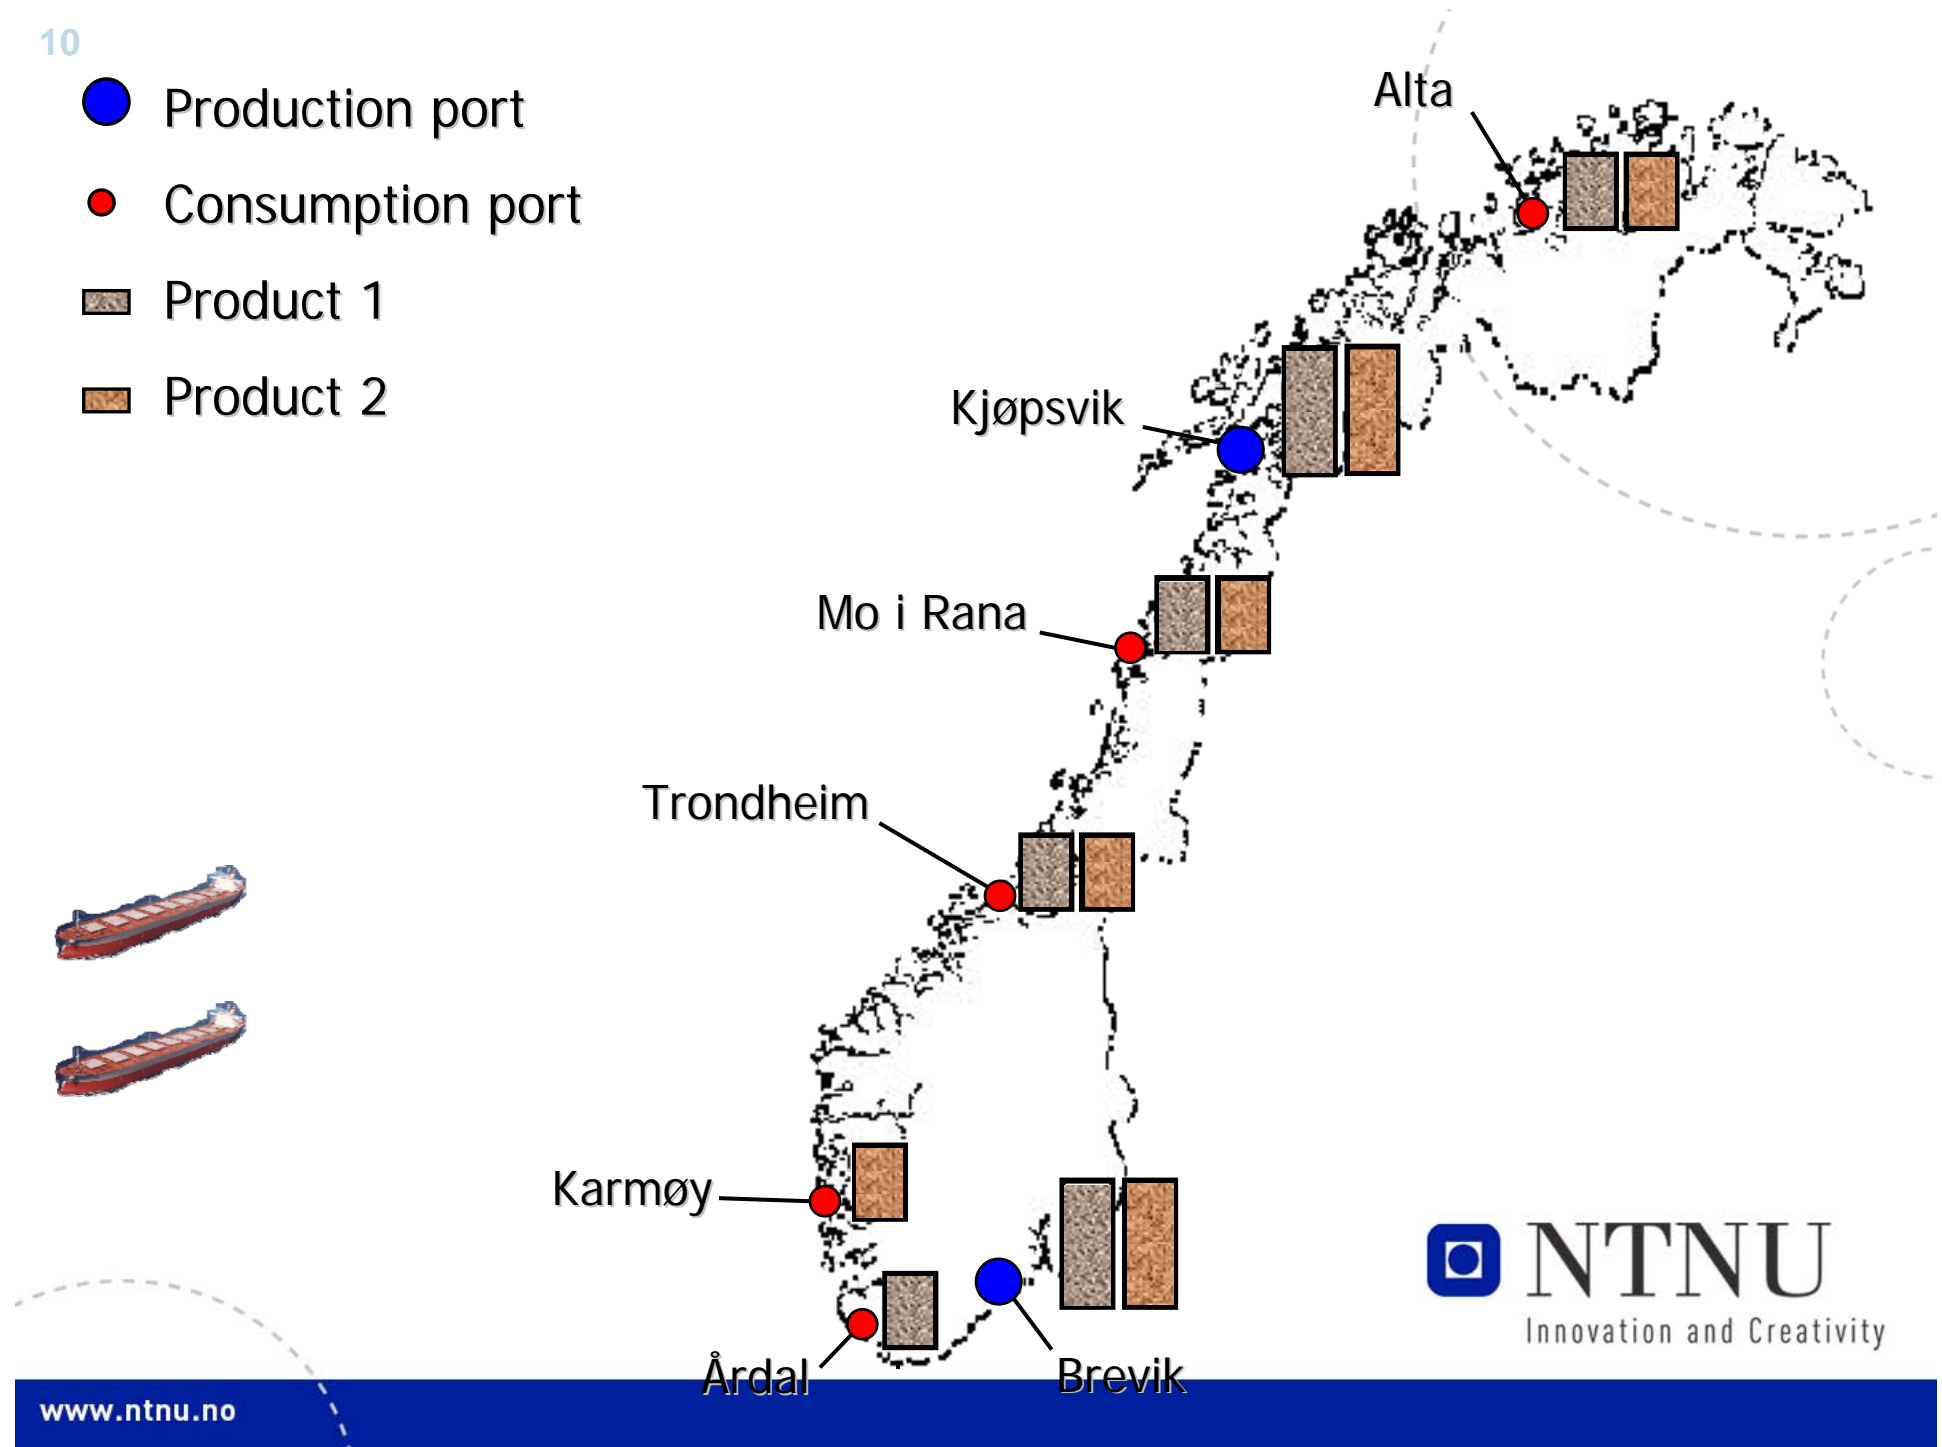 10
Production port
Consumption port
Product 1
Product 2
Alta
Kjøpsvik
Mo i Rana
Trondheim
Karmøy
Årdal
Brevik
NTNU
Innovation and Creativity
www.ntnu.no